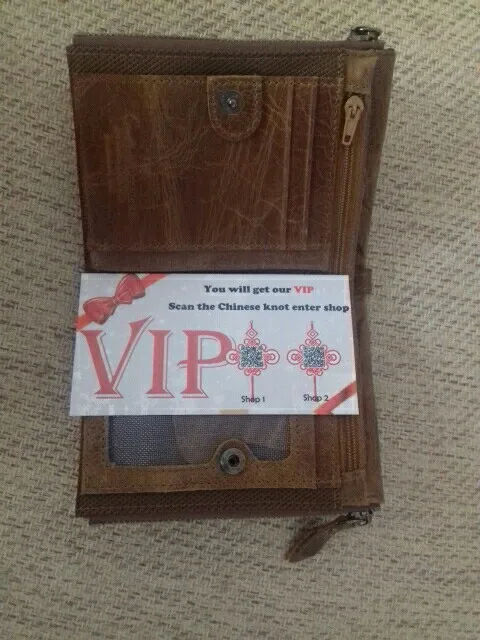 You will get our VIP
Scan the Chinese knot enter shop
VIP
Shop 1
Shop 2